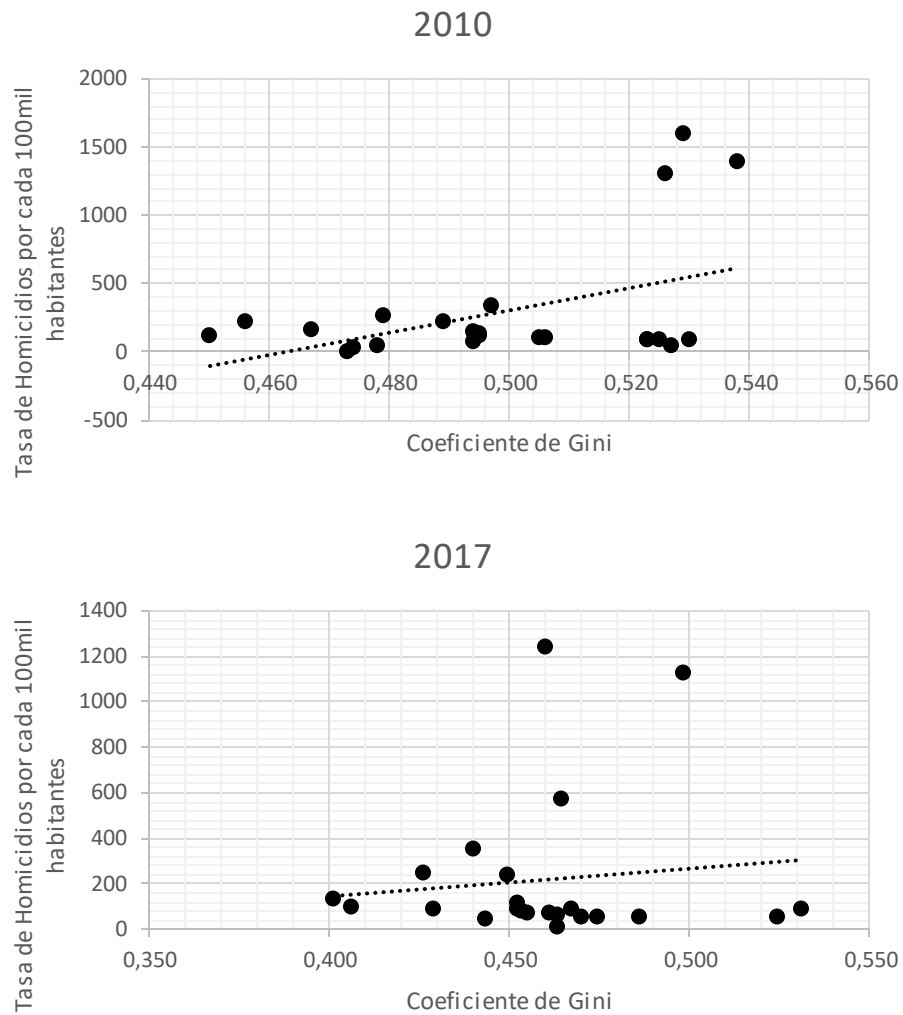 2010
Tasa de Homicidios por cada 100mil
habitantes
2000
1500
1000
500
0
-500
0,440 0,460 0,480 0,500 0,520 0,540 0,560
Coeficiente de Gini
2017
Tasa de Homicidios por cada 100mil
habitantes
1400
1200
1000
800
600
400
200
0
0,350 0,400 0,450 0,500 0,550
Coeficiente de Gini